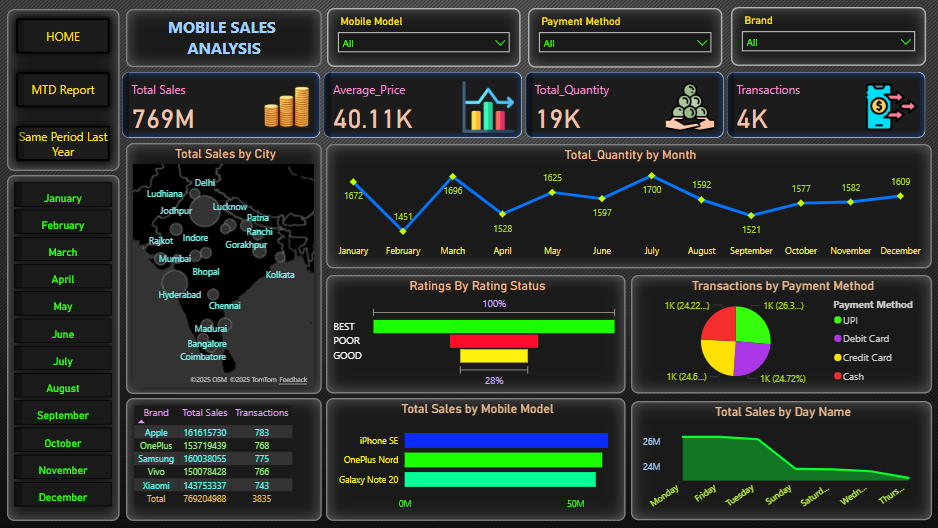 HOME
MTD Report
Same Period Last
Year
January
February
March
April
May
June
July
August
September
October
November
December
MOBILE SALES
ANALYSIS
Mobile Model
All
Payment Method
All
Brand
All
Total Sales
769M
Average_Price
40.11K
Total_Quantity
19K
Transactions
4K
Total Sales by City
Delhi
Ludhiana
Lucknow
Jodhpur
Patna
Ranchi
Rajkot
Indore
Gorakhpur
Mumbai
Bhopal
Kolkata
Hyderabad
Chennai
Madurai
Bangalore
Coimbatore
©2025 OSM ©2025 TomTom Feedback
Total_Quantity by Month
1672
1451
1696
1528
1625
1597
1700
1592
1521
1577
1582
1609
January February March April May June July August September October November December
Ratings By Rating Status
100%
BEST
POOR
GOOD
28%
Transactions by Payment Method
1K (24.22...)
1K (26.3...)
1K (24.6...)
1K (24.72%)
Payment Method
UPI
Debit Card
Credit Card
Cash
Brand Total Sales Transactions
Apple 161615730 783
OnePlus 153719439 768
Samsung 160038055 775
Vivo 150078428 766
Xiaomi 143753337 743
Total 769204988 3835
Total Sales by Mobile Model
iPhone SE
OnePlus Nord
Galaxy Note 20
0M 50M
Total Sales by Day Name
26M
24M
Monday Friday Tuesday Sunday Saturd... Wedn... Thurs...